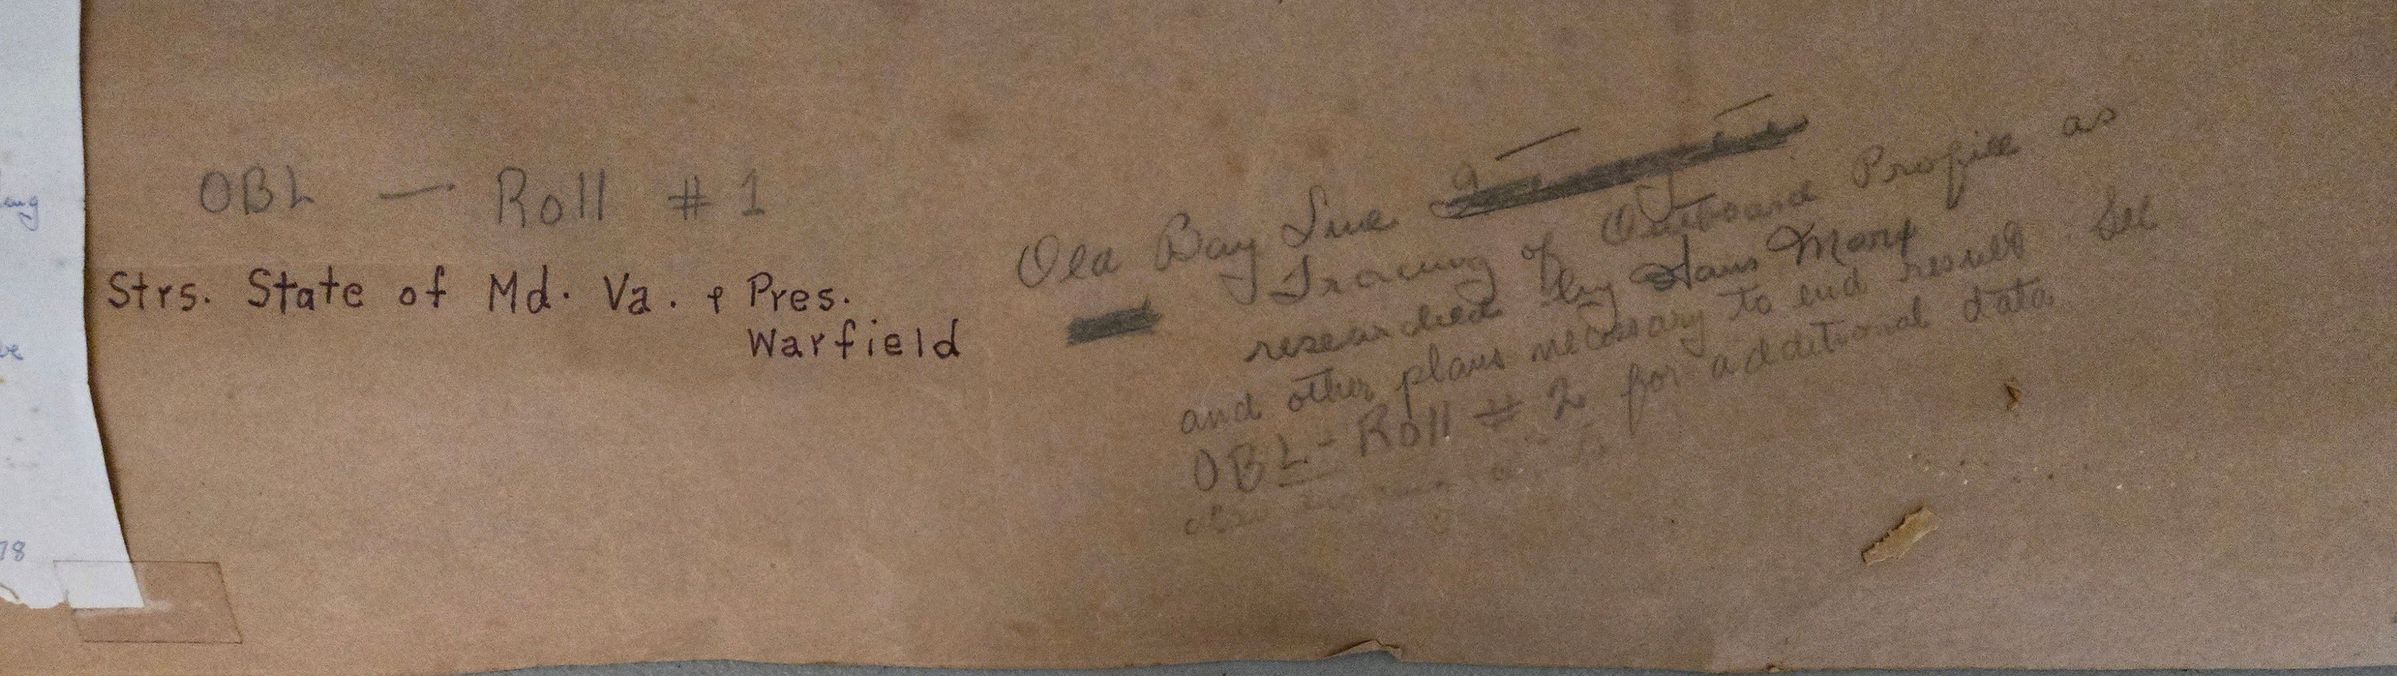 OBL — Roll # 1
Strs. State of Md. Va. & Pres.
Warfield
Old Bay Line
Tracing of Outboard Profile as
researched by Hans Marx
and other plans necessary to end result. See
OBL - Roll # 2 for additional data
also